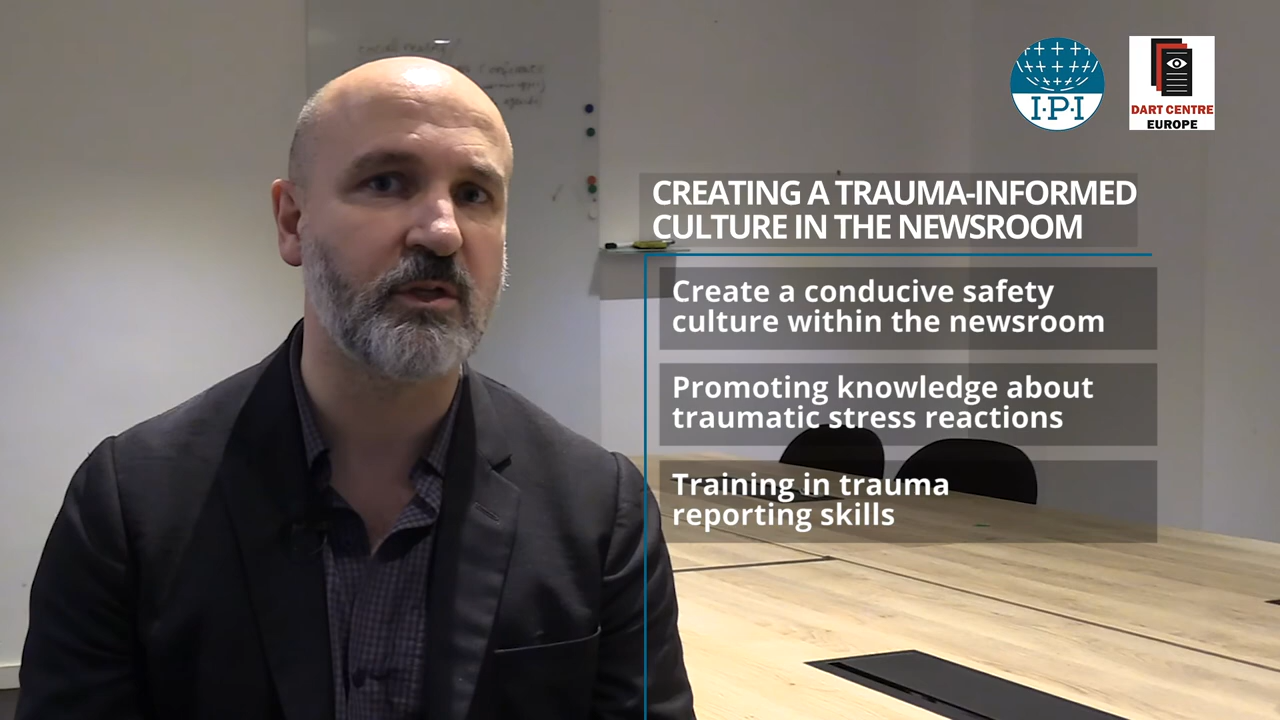 I·P·I
DART CENTRE
EUROPE
CREATING A TRAUMA-INFORMED
CULTURE IN THE NEWSROOM
Create a conducive safety
culture within the newsroom
Promoting knowledge about
traumatic stress reactions
Training in trauma
reporting skills